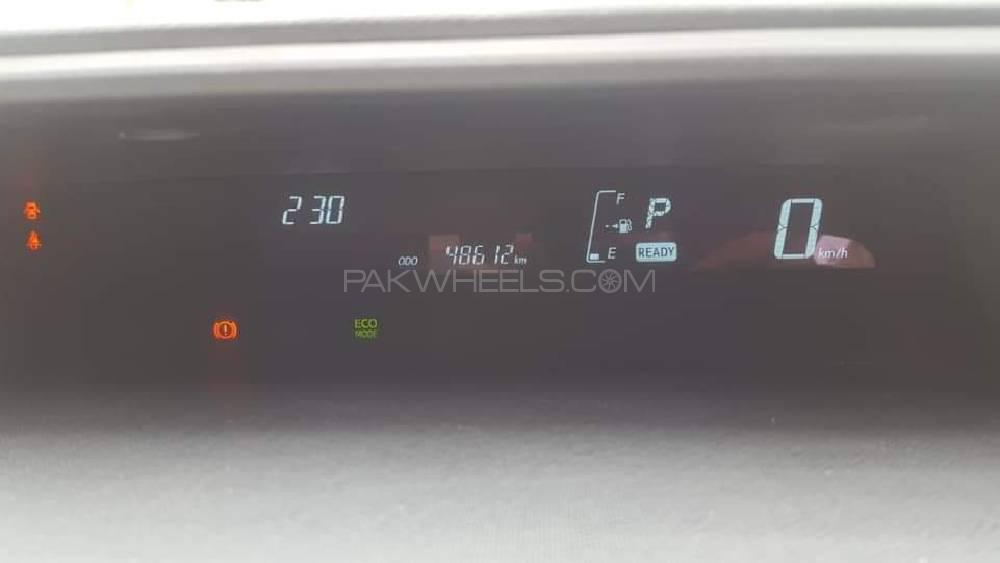 2 30
F
P
E
READY
0 km/h
ODO 48612 km
PAKWHEELS.COM
ECO
MODE